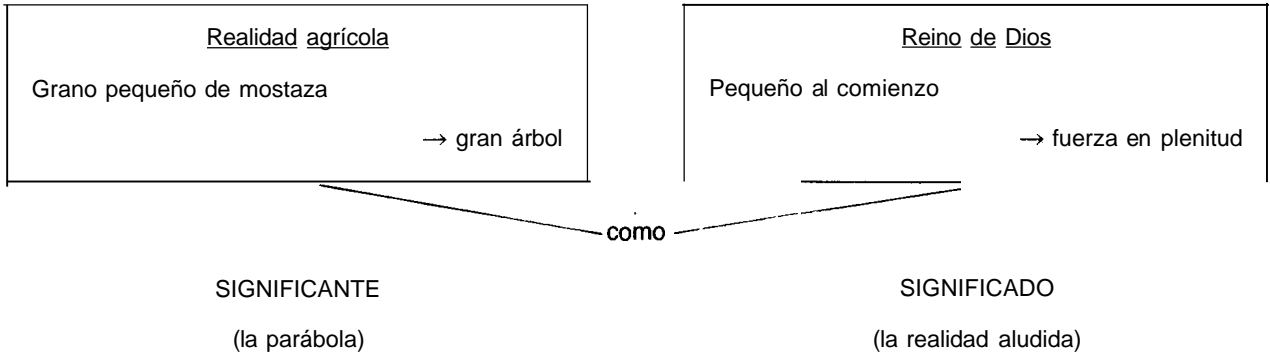 Realidad agrícola
Grano pequeño de mostaza
→ gran árbol
Reino de Dios
Pequeño al comienzo
→ fuerza en plenitud
como
SIGNIFICANTE
(la parábola)
SIGNIFICADO
(la realidad aludida)